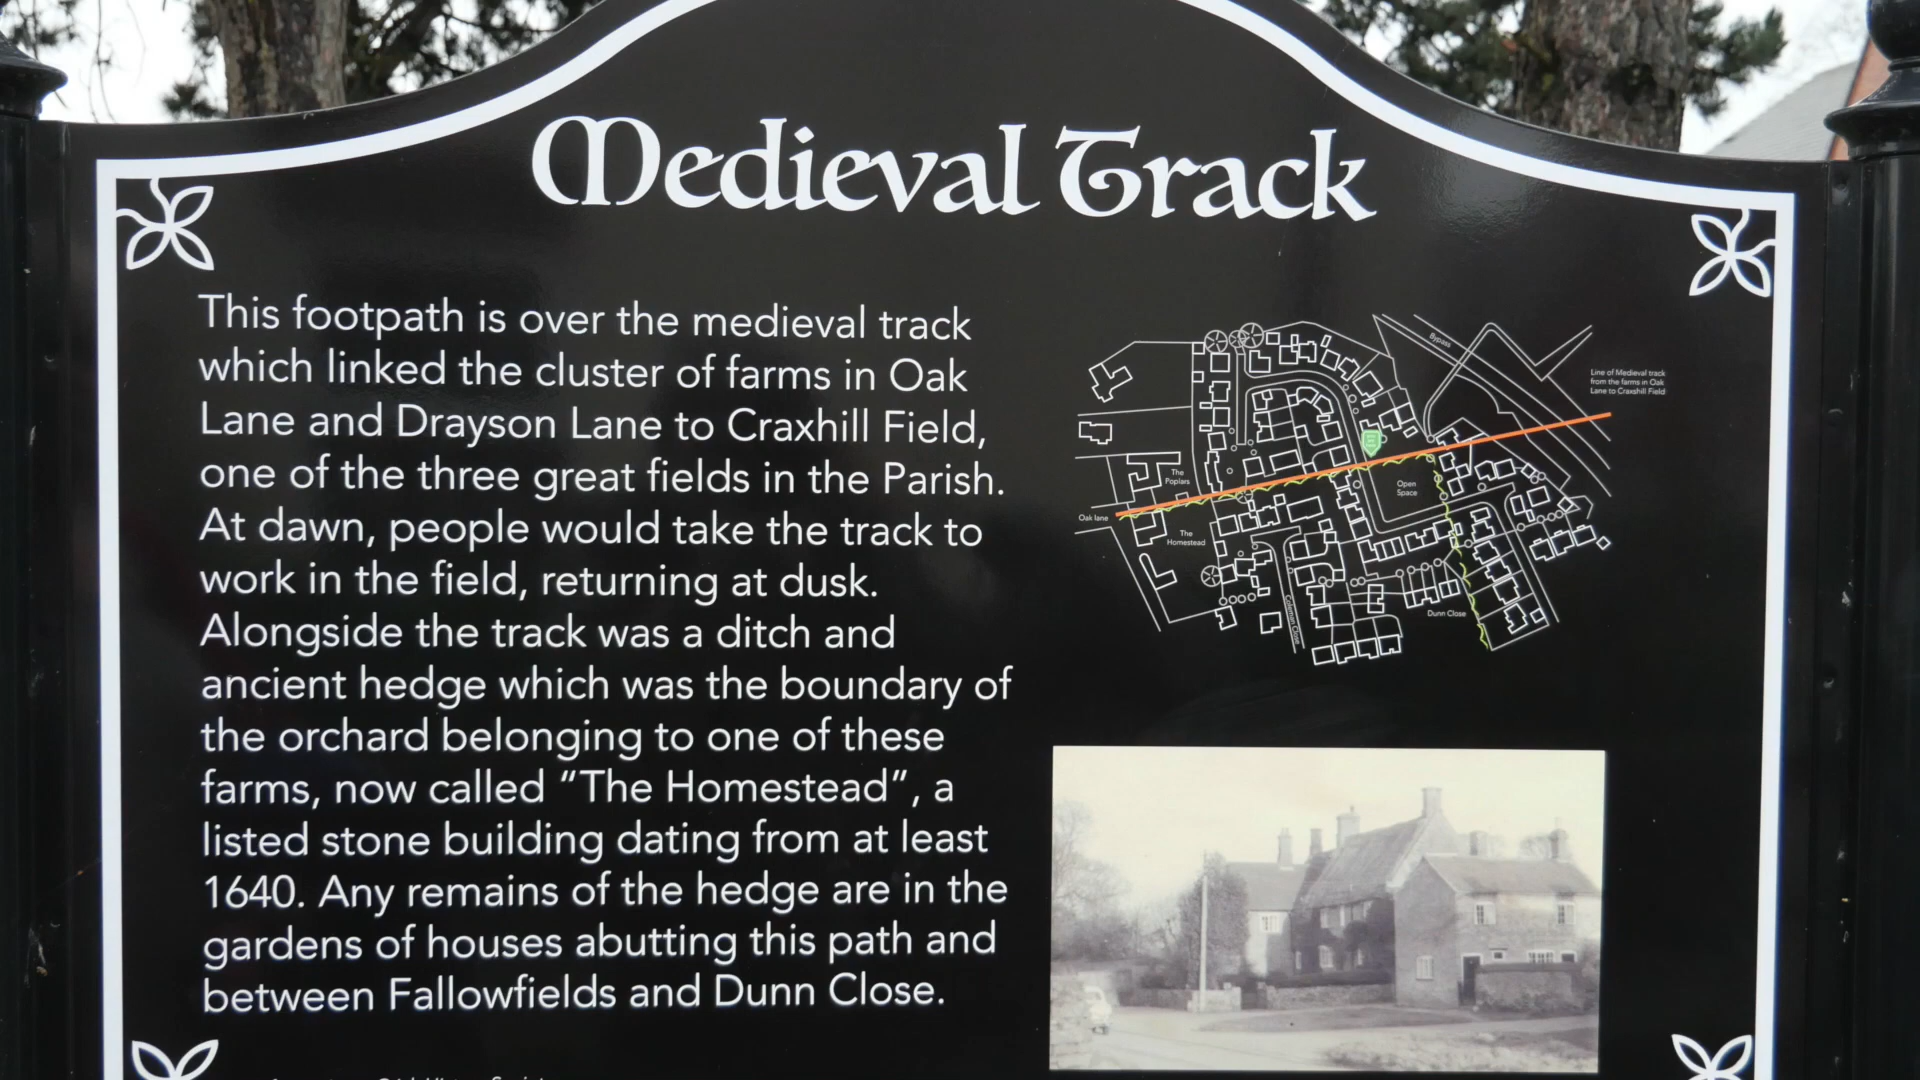 Medieval Track
This footpath is over the medieval track
which linked the cluster of farms in Oak
Lane and Drayson Lane to Craxhill Field,
one of the three great fields in the Parish.
At dawn, people would take the track to
work in the field, returning at dusk.
Alongside the track was a ditch and
ancient hedge which was the boundary of
the orchard belonging to one of these
farms, now called “The Homestead”, a
listed stone building dating from at least
1640. Any remains of the hedge are in the
gardens of houses abutting this path and
between Fallowfields and Dunn Close.
Bypass
Line of Medieval track
from the farms in Oak
Lane to Craxshill Field
E
The
Poplars
Open
Space
Oak lane
The
Homestead
Coleman Close
Dunn Close